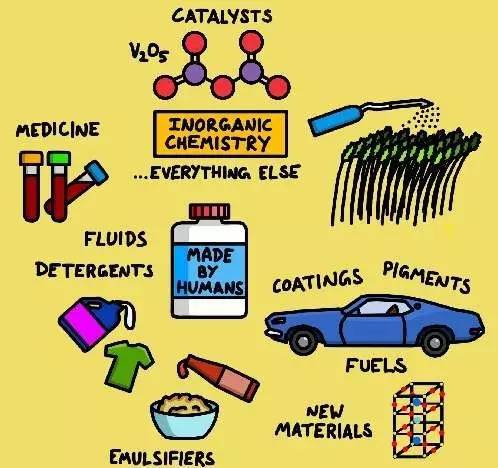 CATALYSTS
V₂O₅
INORGANIC
CHEMISTRY
...EVERYTHING ELSE
MEDICINE
FLUIDS
DETERGENTS
MADE
BY
HUMANS
COATINGS
PIGMENTS
FUELS
NEW
MATERIALS
EMULSIFIERS